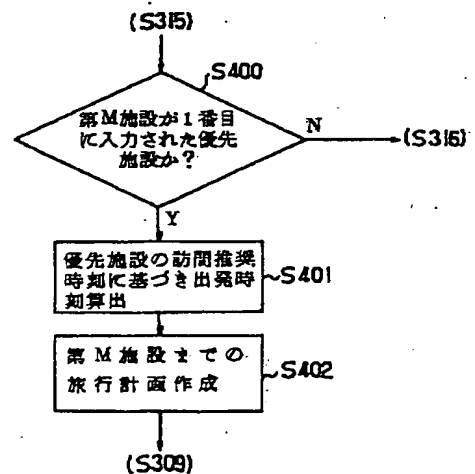 (S315)
S400
第M施設が1番目
に入力された優先
施設か?
N
(S316)
Y
優先施設の訪問推奨
時刻に基づき出発時
刻算出
S401
第M施設までの
旅行計画作成
S402
(S309)